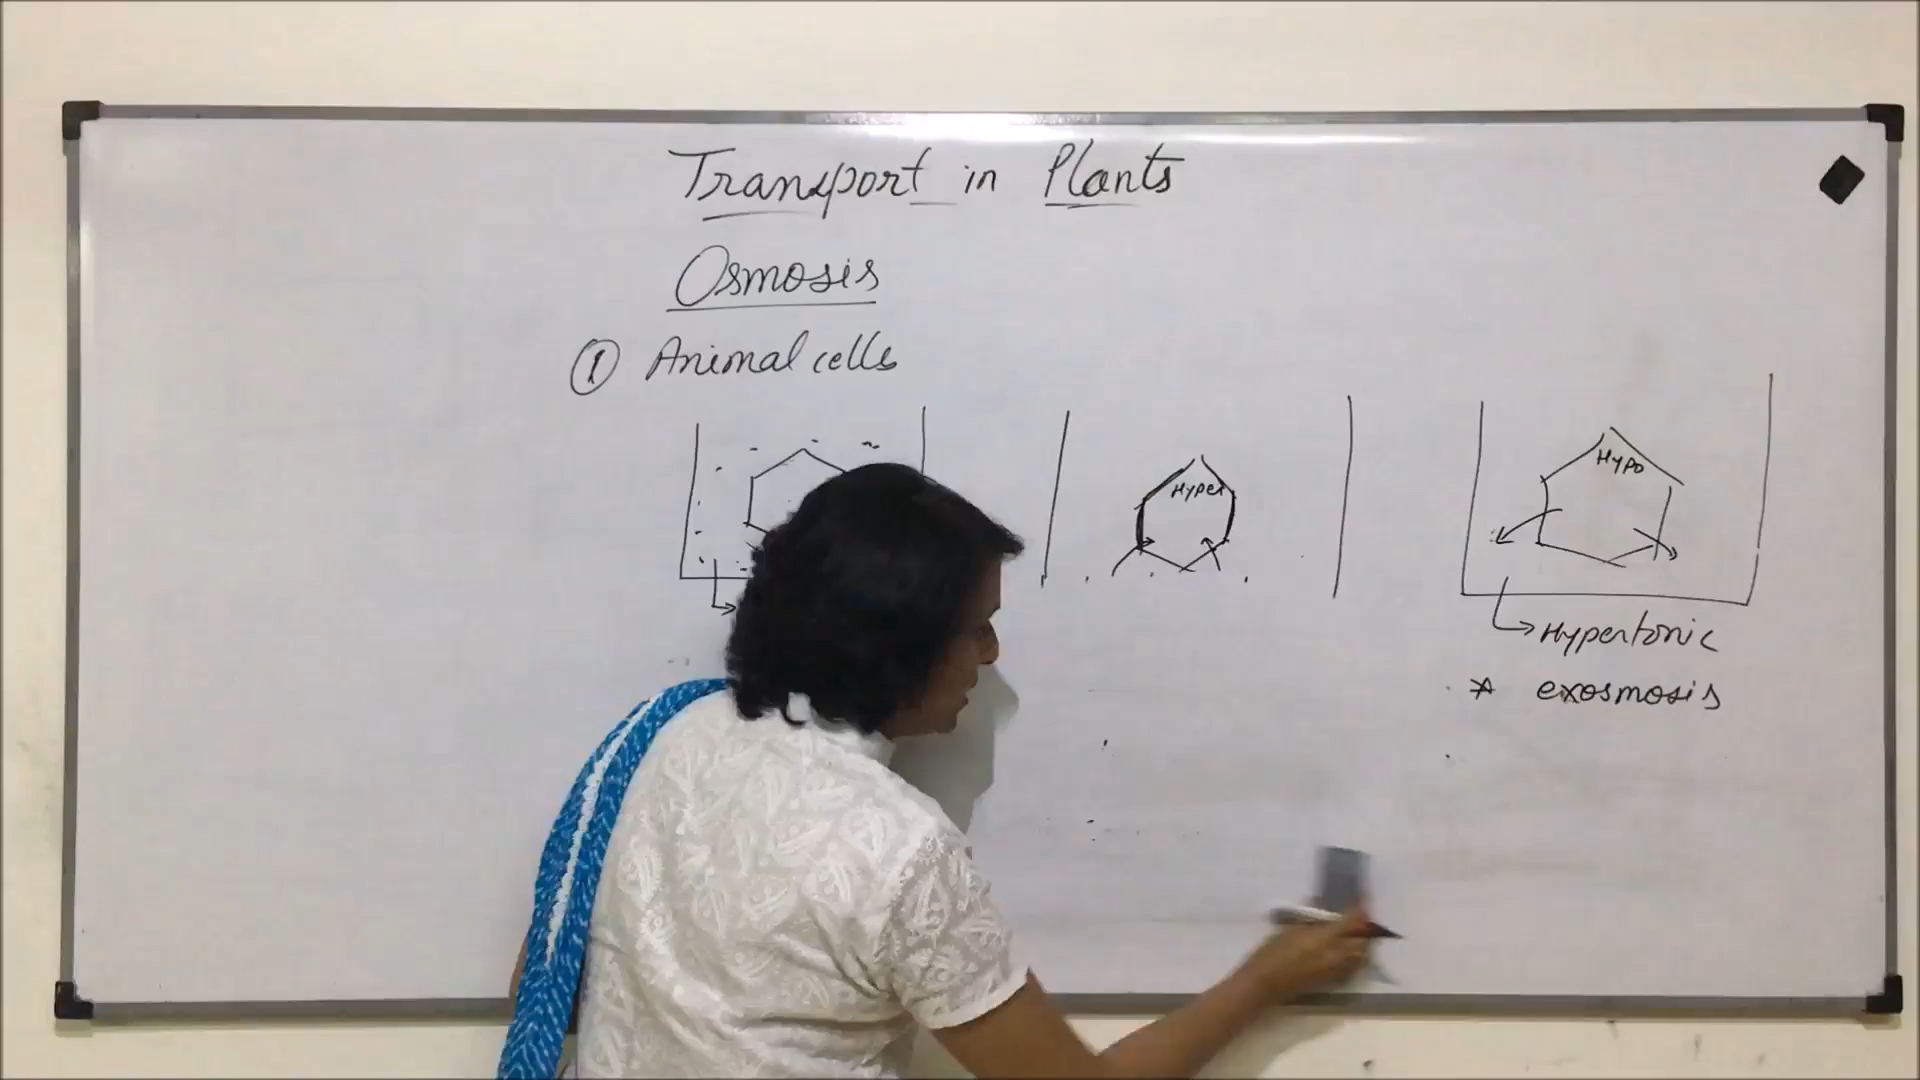 Transport in Plants
Osmosis
① Animal cells
Hyper
Hypo
Hypertonic
* exosmosis